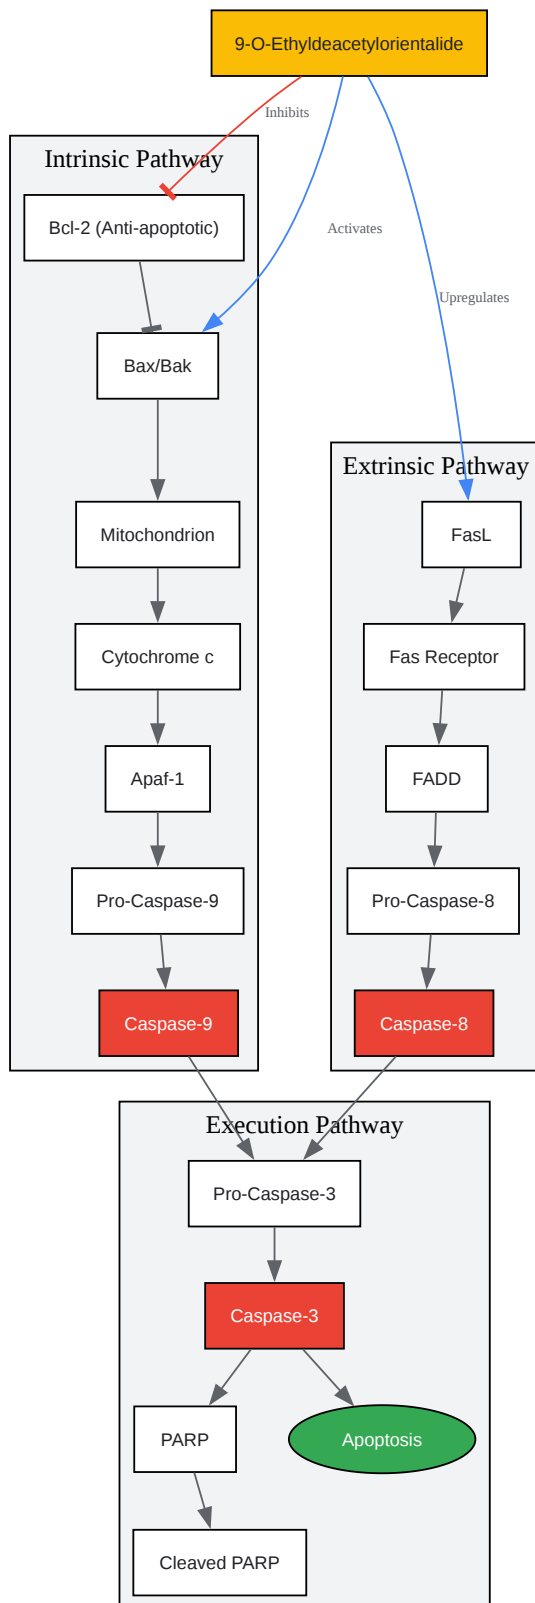 9-O-Ethyldeacetylorientalide
Inhibits
Intrinsic Pathway
Bcl-2 (Anti-apoptotic)
Activates
Upregulates
Bax/Bak
Extrinsic Pathway
Mitochondrion
FasL
Cytochrome c
Fas Receptor
Apaf-1
FADD
Pro-Caspase-9
Pro-Caspase-8
Caspase-9
Caspase-8
Execution Pathway
Pro-Caspase-3
Caspase-3
PARP
Apoptosis
Cleaved PARP